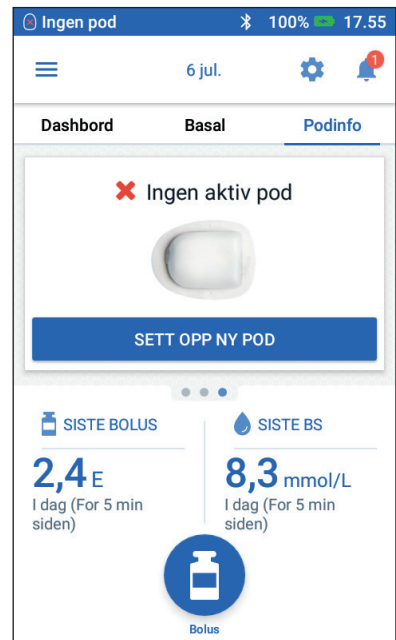 Ingen pod 100% 17.55
6 jul. 1
Dashbord Basal Podinfo
Ingen aktiv pod
SETT OPP NY POD
SISTE BOLUS
2,4 E
I dag (For 5 min
siden)
SISTE BS
8,3 mmol/L
I dag (For 5 min
siden)
Bolus